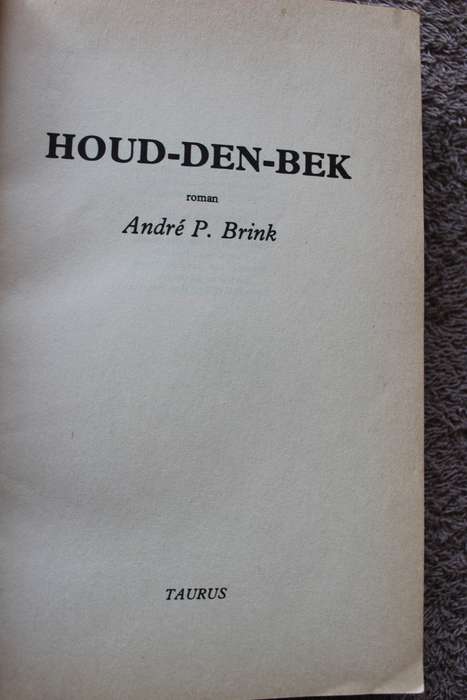 HOUD-DEN-BEK
roman
André P. Brink
TAURUS